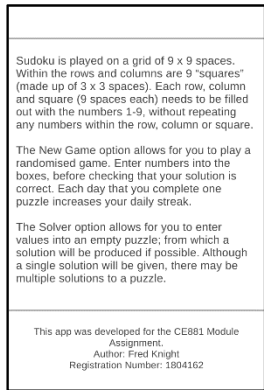 Sudoku is played on a grid of 9 x 9 spaces.
Within the rows and columns are 9 “squares”
(made up of 3 x 3 spaces). Each row, column
and square (9 spaces each) needs to be filled
out with the numbers 1-9, without repeating
any numbers within the row, column or square.
The New Game option allows for you to play a
randomised game. Enter numbers into the
boxes, before checking that your solution is
correct. Each day that you complete one
puzzle increases your daily streak.
The Solver option allows for you to enter
values into an empty puzzle; from which a
solution will be produced if possible. Although
a single solution will be given, there may be
multiple solutions to a puzzle.
This app was developed for the CE881 Module
Assignment.
Author: Fred Knight
Registration Number: 1804162